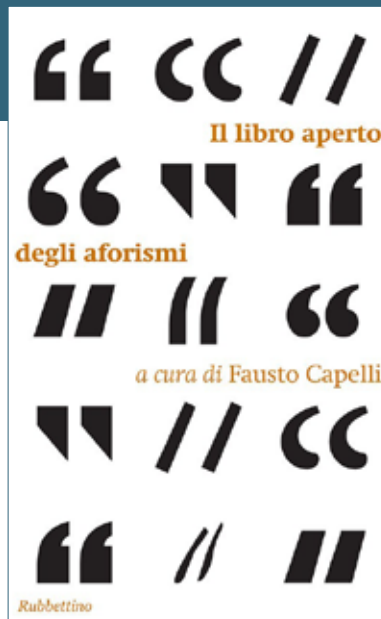 Il libro aperto
degli aforismi
a cura di Fausto Capelli
Rubbettino